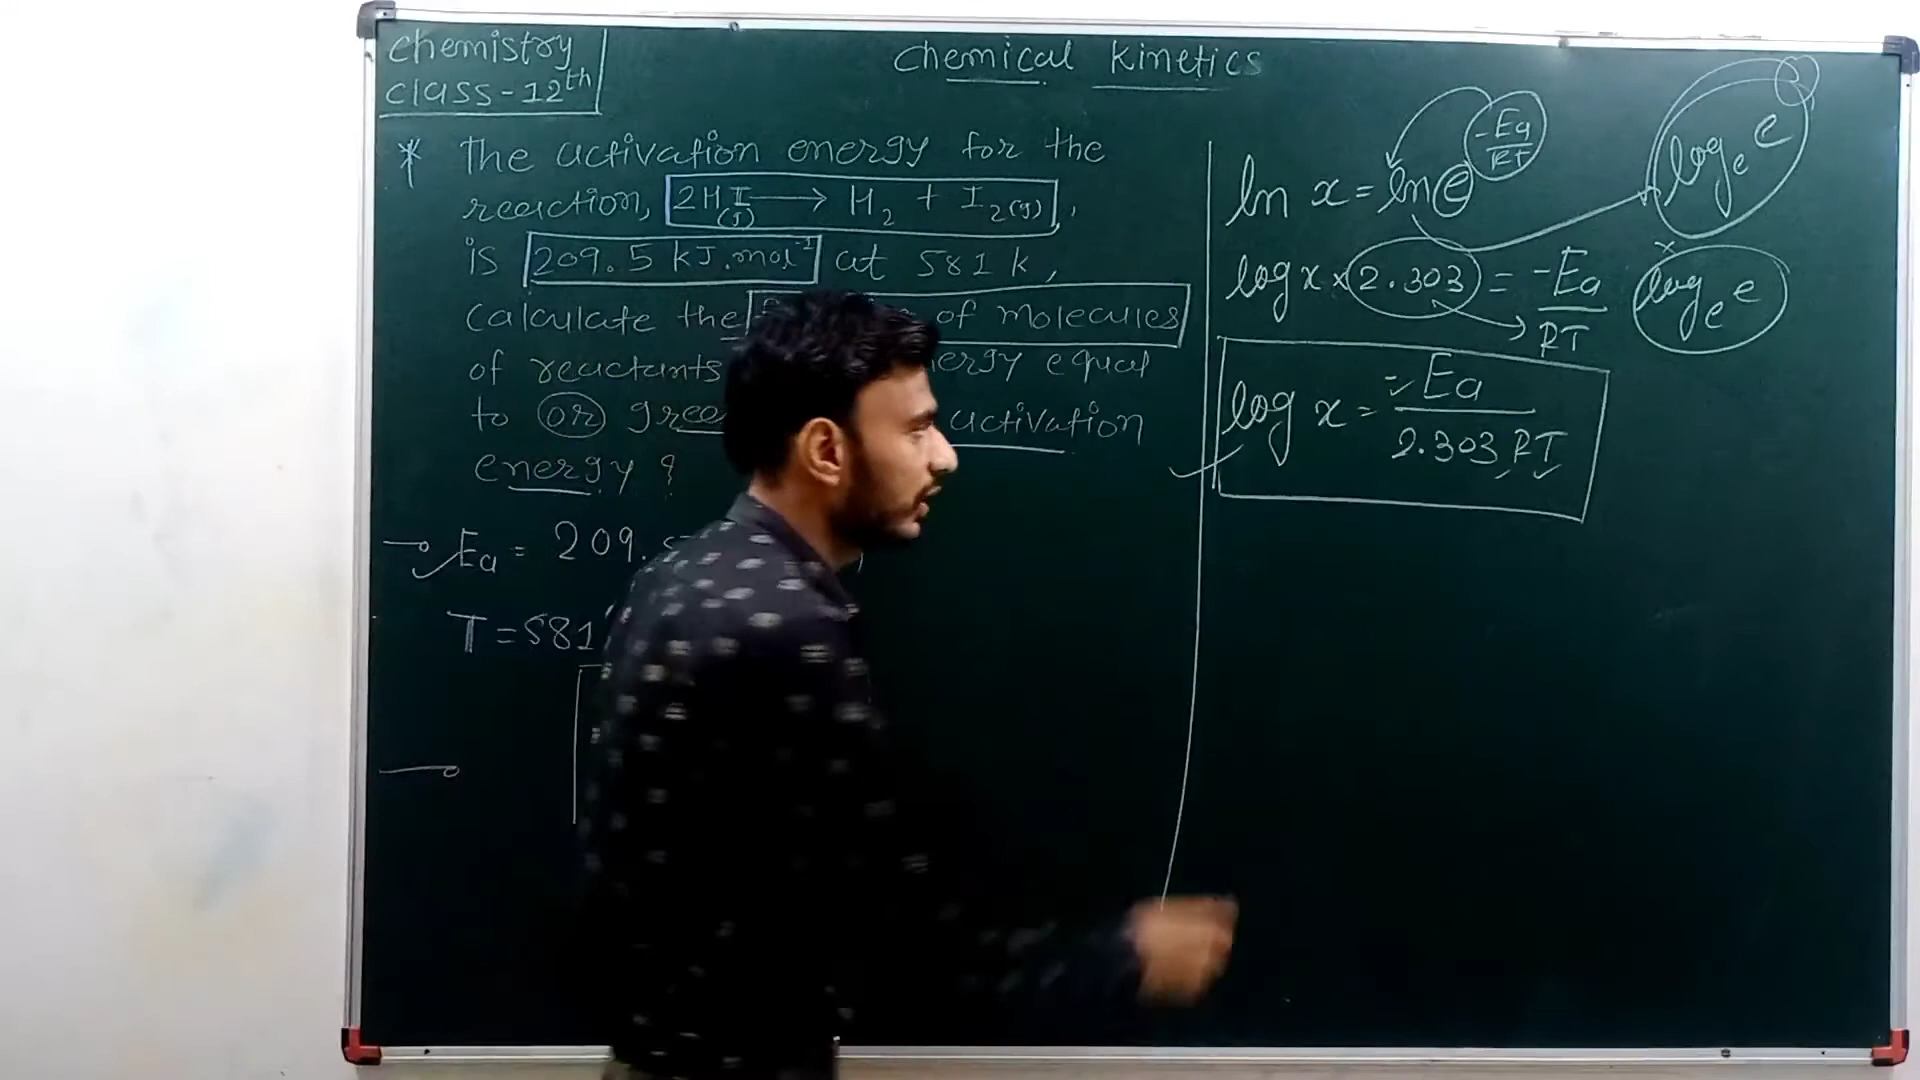 Chemistry
Class-12th
Chemical Kinetics
* The activation energy for the
reaction, 2HI(g) → H2 + I2(g),
is 209.5 kJ.mol-1 at 581 k,
Calculate the of molecules
of reactants equal
to or activation
energy ?
Ea = 209.
T = 581
ln x = ln e -Ea/RT
loge e
log x × 2.303 = -Ea/RT × loge e
log x = -Ea/2.303 RT